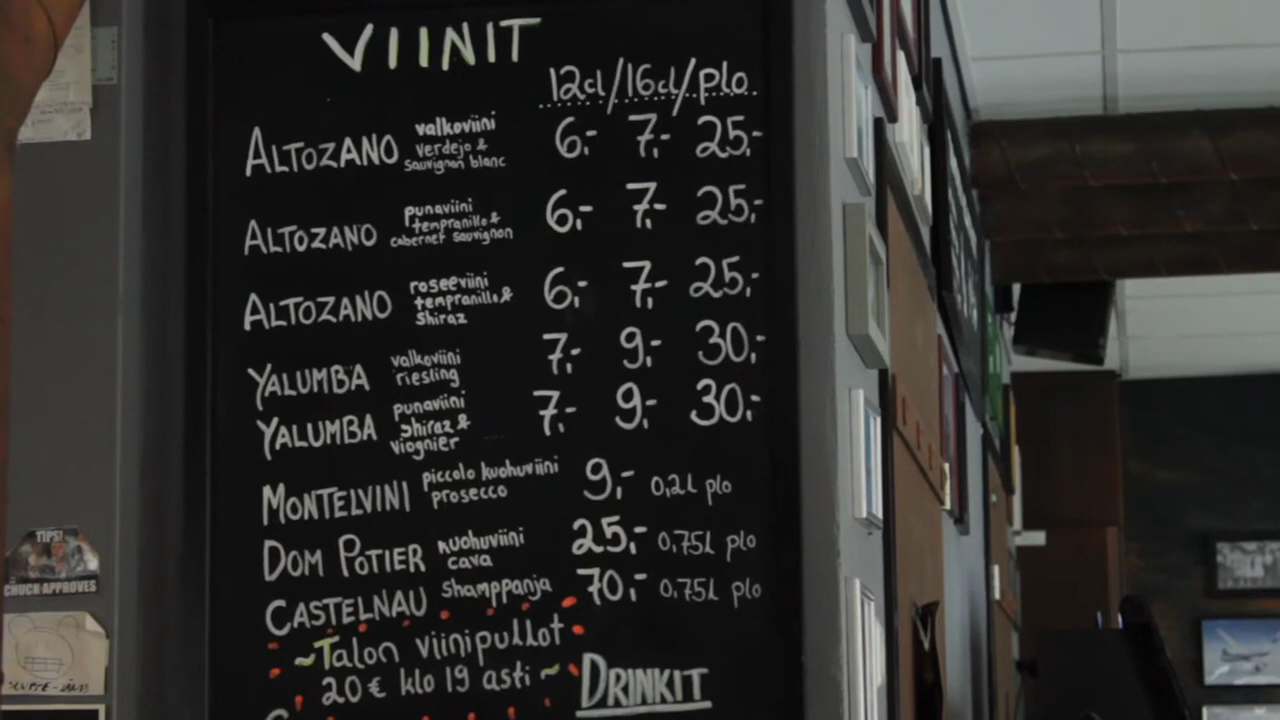 VIINIT
12cl/16cl/plo.
ALTOZANO valkoviini verdejo & sauvignon blanc 6,- 7,- 25,-
ALTOZANO punaviini tempranillo & cabernet sauvignon 6,- 7,- 25,-
ALTOZANO roseeviini tempranillo & shiraz 6,- 7,- 25,-
YALUMBA valkoviini riesling 7,- 9,- 30,-
YALUMBA punaviini shiraz & viognier 7,- 9,- 30,-
MONTELVINI piccolo kuohuviini prosecco 9,- 0,2L plo
DOM POTIER kuohuviini cava 25,- 0,75L plo
CASTELNAU shamppanja 70,- 0,75L plo
~Talon viinipullot
20€ klo 19 asti~
DRINKIT
TIPS!
CHUCK APPROVES